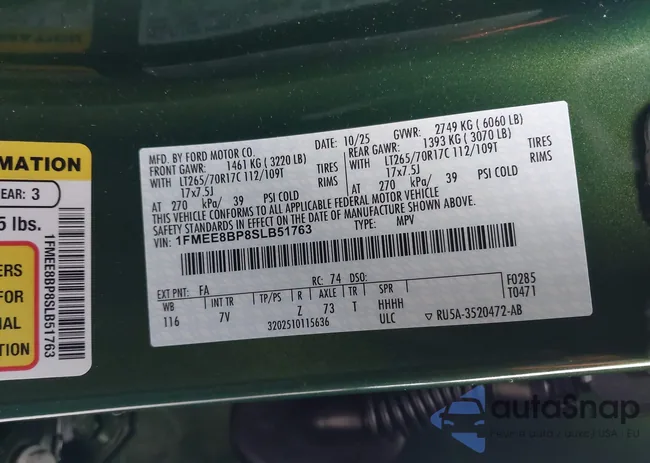 RMATION
EAR: 3
5 lbs.
ERS
FOR
IAL
ATION
1FMEE8BP8SLB51763
MFD. BY FORD MOTOR CO.
DATE: 10/25
GVWR: 2749 KG ( 6060 LB)
FRONT GAWR: 1461 KG ( 3220 LB)
REAR GAWR: 1393 KG ( 3070 LB)
WITH LT265/70R17C 112/109T TIRES
WITH LT265/70R17C 112/109T TIRES
17x7.5J RIMS
17x7.5J RIMS
AT 270 kPa/ 39 PSI COLD
AT 270 kPa/ 39 PSI COLD
THIS VEHICLE CONFORMS TO ALL APPLICABLE FEDERAL MOTOR VEHICLE
SAFETY STANDARDS IN EFFECT ON THE DATE OF MANUFACTURE SHOWN ABOVE.
VIN: 1FMEE8BP8SLB51763
TYPE: MPV
EXT PNT: FA RC: 74 DSO: F0285
WB INT TR TP/PS R AXLE TR SPR T0471
116 7V Z 73 T HHHH
3202510115636 ULC ▽ RU5A-3520472-AB
autaSnap